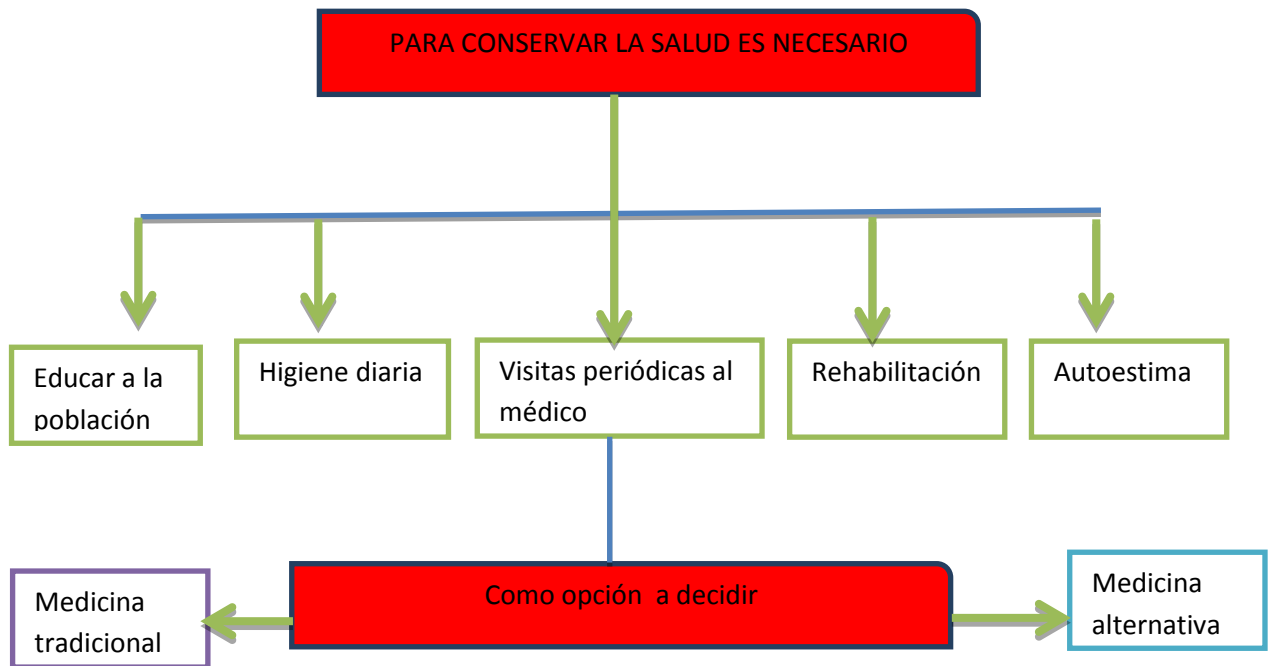 PARA CONSERVAR LA SALUD ES NECESARIO
Educar a la
población
Higiene diaria
Visitas periódicas al
médico
Rehabilitación
Autoestima
Como opción a decidir
Medicina
tradicional
Medicina
alternativa